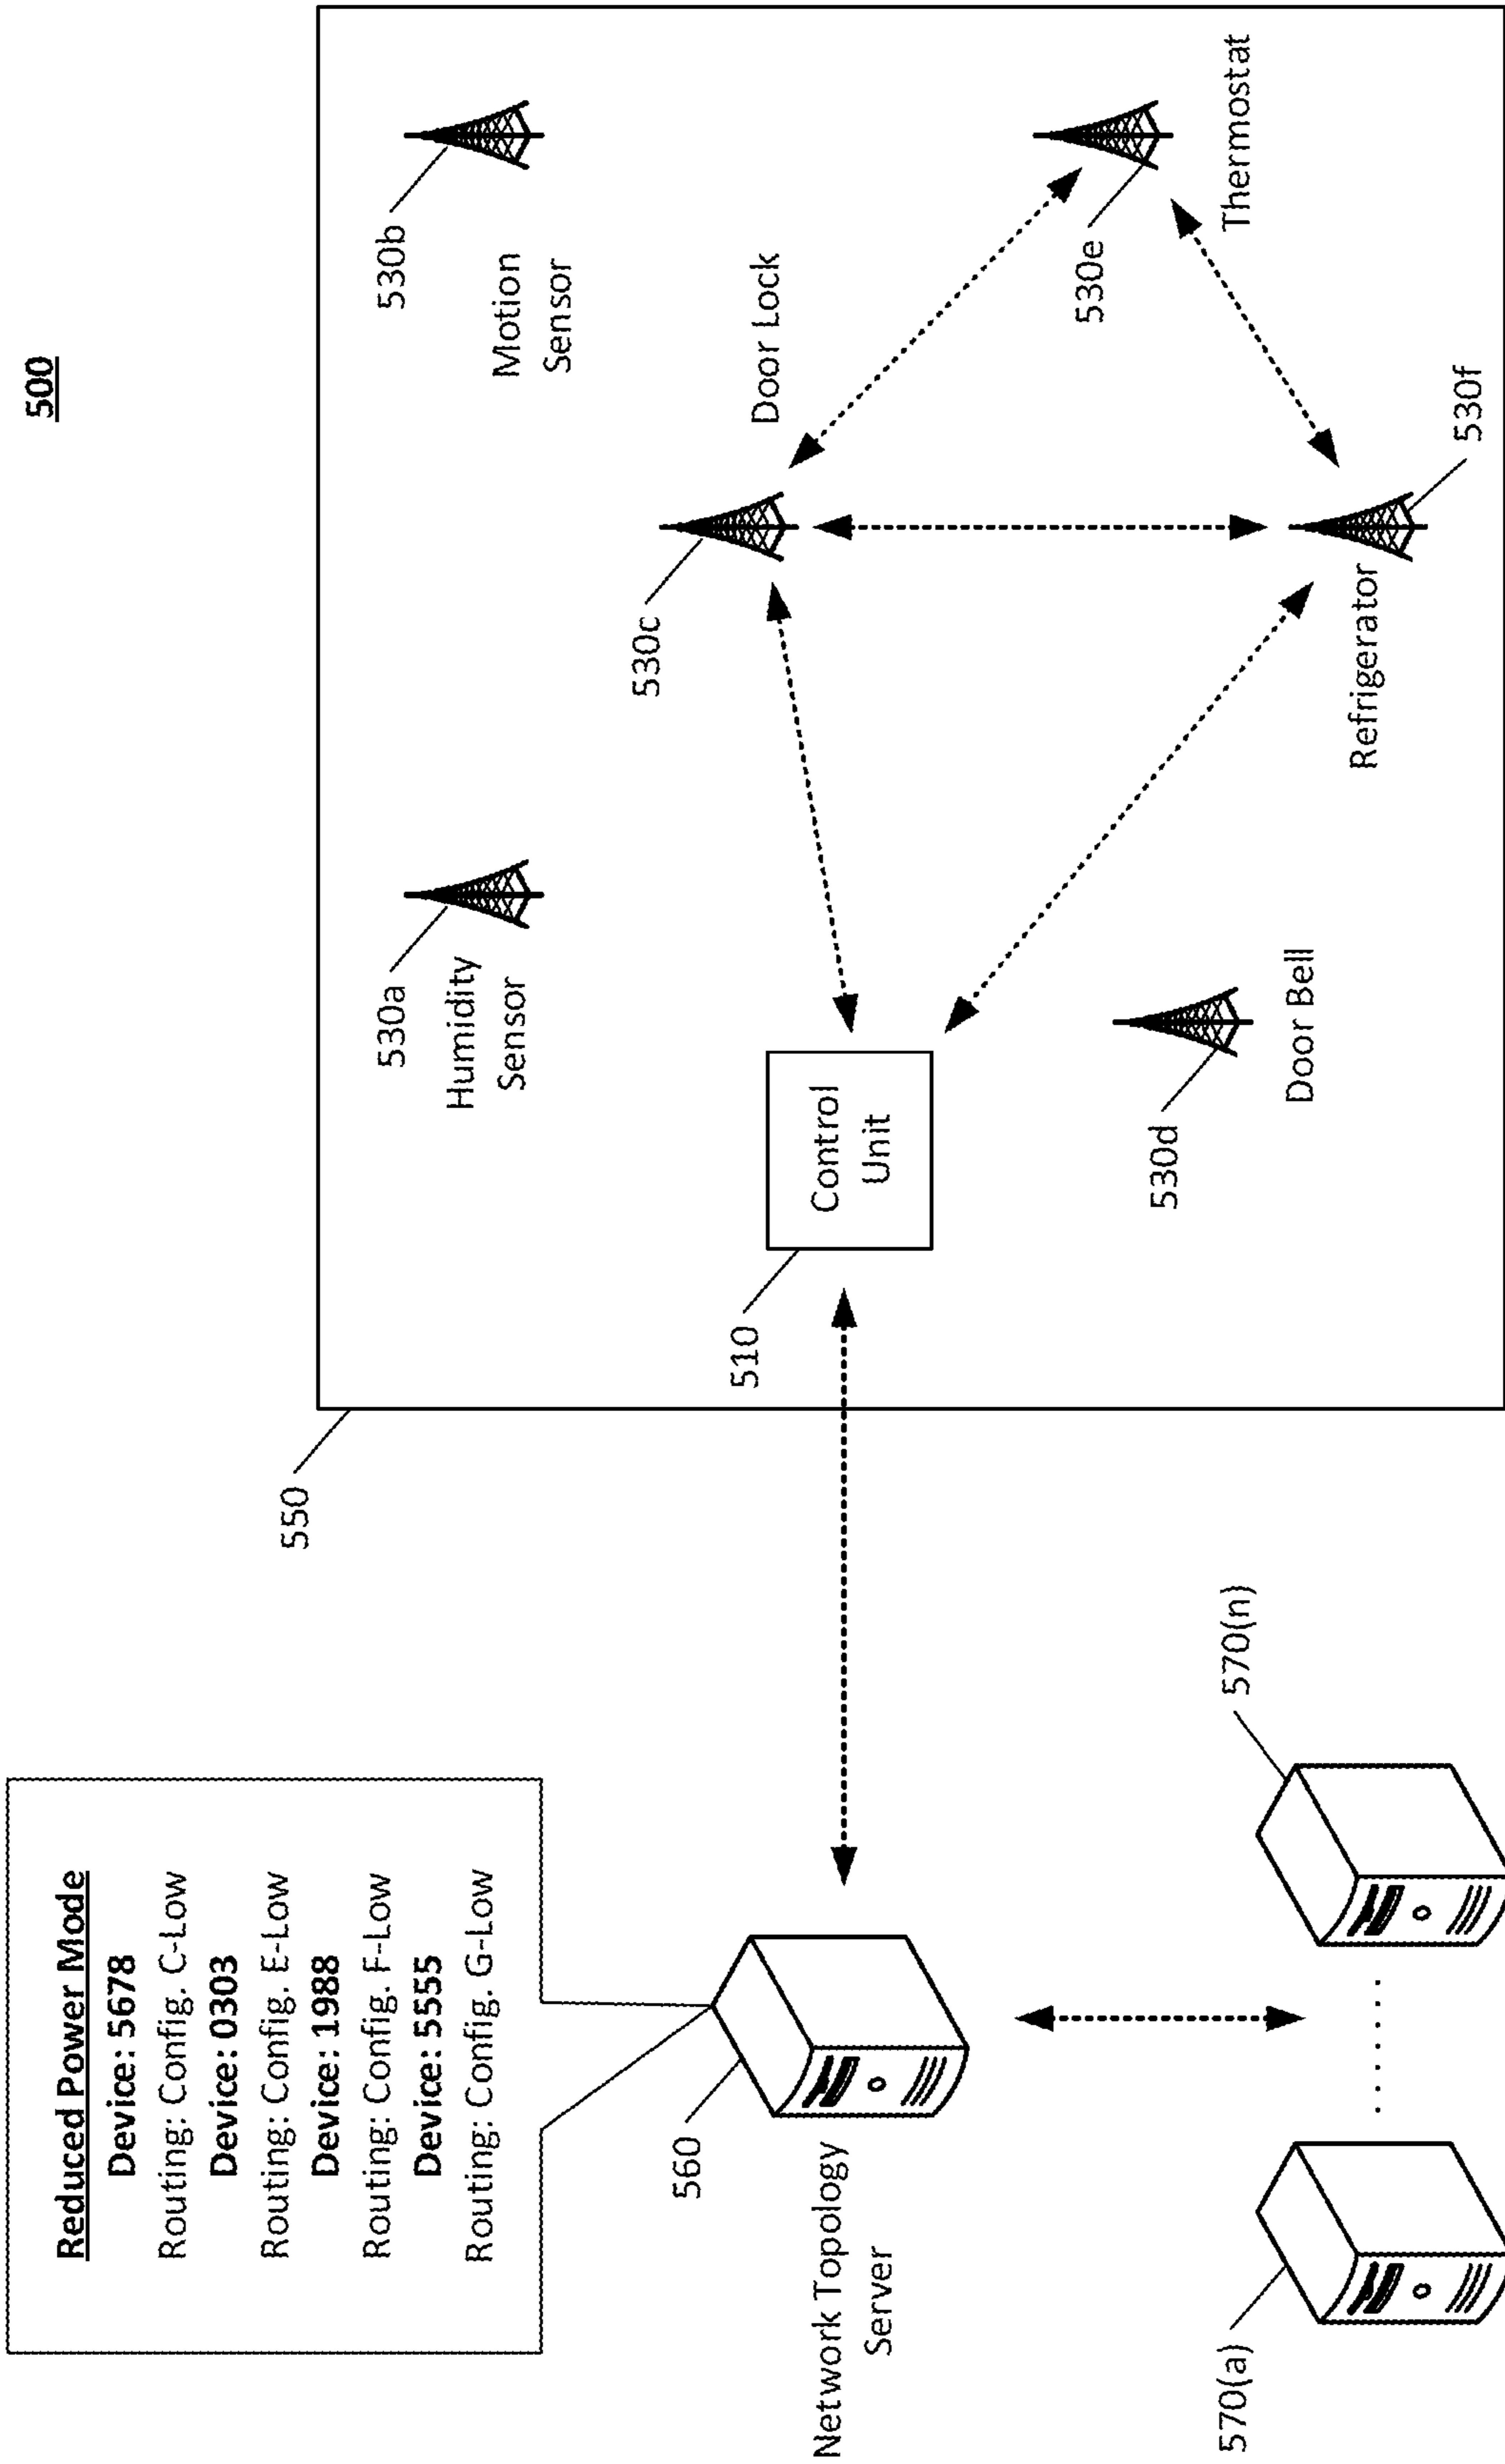 500
Reduced Power Mode
Device: 5678
Routing: Config. C-Low
Device: 0303
Routing: Config. E-Low
Device: 1988
Routing: Config. F-Low
Device: 5555
Routing: Config. G-Low
550
530a
Humidity
Sensor
530b
Motion
Sensor
560
Network Topology
Server
510
Control
Unit
530c
Door Lock
530d
Door Bell
530e
Thermostat
Refrigerator
530f
570(a)
......
570(n)